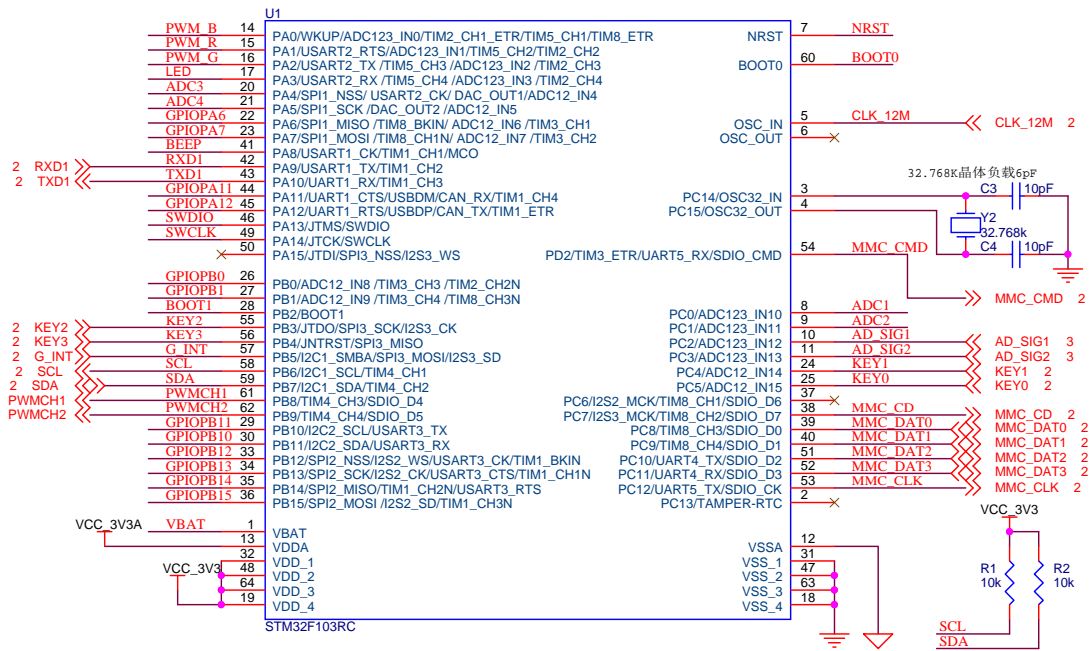 U1
PWM_B 14 PA0/WKUP/ADC123_IN0/TIM2_CH1_ETR/TIM5_CH1/TIM8_ETR
PWM_R 15 PA1/USART2_RTS/ADC123_IN1/TIM5_CH2/TIM2_CH2
PWM_G 16 PA2/USART2_TX /TIM5_CH3 /ADC123_IN2 /TIM2_CH3
LED 17 PA3/USART2_RX /TIM5_CH4 /ADC123_IN3 /TIM2_CH4
ADC3 20 PA4/SPI1_NSS/ USART2_CK/ DAC_OUT1/ADC12_IN4
ADC4 21 PA5/SPI1_SCK /DAC_OUT2 /ADC12_IN5
GPIOPA6 22 PA6/SPI1_MISO /TIM8_BKIN/ ADC12_IN6 /TIM3_CH1
GPIOPA7 23 PA7/SPI1_MOSI /TIM8_CH1N/ ADC12_IN7 /TIM3_CH2
BEEP 41 PA8/USART1_CK/TIM1_CH1/MCO
2 RXD1 RXD1 42 PA9/USART1_TX/TIM1_CH2
2 TXD1 TXD1 43 PA10/UART1_RX/TIM1_CH3
GPIOPA11 44 PA11/UART1_CTS/USBDM/CAN_RX/TIM1_CH4
GPIOPA12 45 PA12/UART1_RTS/USBDP/CAN_TX/TIM1_ETR
SWDIO 46 PA13/JTMS/SWDIO
SWCLK 49 PA14/JTCK/SWCLK
50 PA15/JTDI/SPI3_NSS/I2S3_WS
GPIOPB0 26 PB0/ADC12_IN8 /TIM3_CH3 /TIM2_CH2N
GPIOPB1 27 PB1/ADC12_IN9 /TIM3_CH4 /TIM8_CH3N
BOOT1 28 PB2/BOOT1
2 KEY2 KEY2 55 PB3/JTDO/SPI3_SCK/I2S3_CK
2 KEY3 KEY3 56 PB4/JNTRST/SPI3_MISO
2 G_INT G_INT 57 PB5/I2C1_SMBA/SPI3_MOSI/I2S3_SD
2 SCL SCL 58 PB6/I2C1_SCL/TIM4_CH1
2 SDA SDA 59 PB7/I2C1_SDA/TIM4_CH2
PWMCH1 PWMCH1 61 PB8/TIM4_CH3/SDIO_D4
PWMCH2 PWMCH2 62 PB9/TIM4_CH4/SDIO_D5
GPIOPB11 29 PB10/I2C2_SCL/USART3_TX
GPIOPB10 30 PB11/I2C2_SDA/USART3_RX
GPIOPB12 33 PB12/SPI2_NSS/I2S2_WS/USART3_CK/TIM1_BKIN
GPIOPB13 34 PB13/SPI2_SCK/I2S2_CK/USART3_CTS/TIM1_CH1N
GPIOPB14 35 PB14/SPI2_MISO/TIM1_CH2N/USART3_RTS
GPIOPB15 36 PB15/SPI2_MOSI /I2S2_SD/TIM1_CH3N
VCC_3V3A VBAT 1 VBAT
13 VDDA
32 VDD_1
VCC_3V3 48 VDD_2
64 VDD_3
19 VDD_4
STM32F103RC
NRST 7 NRST
BOOT0 60 BOOT0
OSC_IN 5 CLK_12M CLK_12M 2
OSC_OUT 6
32.768K晶体负载6pF
PC14/OSC32_IN 3 C3 10pF
PC15/OSC32_OUT 4 Y2
32.768k
C4 10pF
PD2/TIM3_ETR/UART5_RX/SDIO_CMD 54 MMC_CMD
MMC_CMD 2
PC0/ADC123_IN10 8 ADC1
PC1/ADC123_IN11 9 ADC2
PC2/ADC123_IN12 10 AD_SIG1 AD_SIG1 3
PC3/ADC123_IN13 11 AD_SIG2 AD_SIG2 3
PC4/ADC12_IN14 24 KEY1 KEY1 2
PC5/ADC12_IN15 25 KEY0 KEY0 2
PC6/I2S2_MCK/TIM8_CH1/SDIO_D6 37
PC7/I2S3_MCK/TIM8_CH2/SDIO_D7 38 MMC_CD MMC_CD 2
PC8/TIM8_CH3/SDIO_D0 39 MMC_DAT0 MMC_DAT0 2
PC9/TIM8_CH4/SDIO_D1 40 MMC_DAT1 MMC_DAT1 2
PC10/UART4_TX/SDIO_D2 51 MMC_DAT2 MMC_DAT2 2
PC11/UART4_RX/SDIO_D3 52 MMC_DAT3 MMC_DAT3 2
PC12/UART5_TX/SDIO_CK 53 MMC_CLK MMC_CLK 2
PC13/TAMPER-RTC 2
VSSA 12
VSS_1 31
VSS_2 47
VSS_3 63
VSS_4 18
VCC_3V3
R1 R2
10k 10k
SCL
SDA